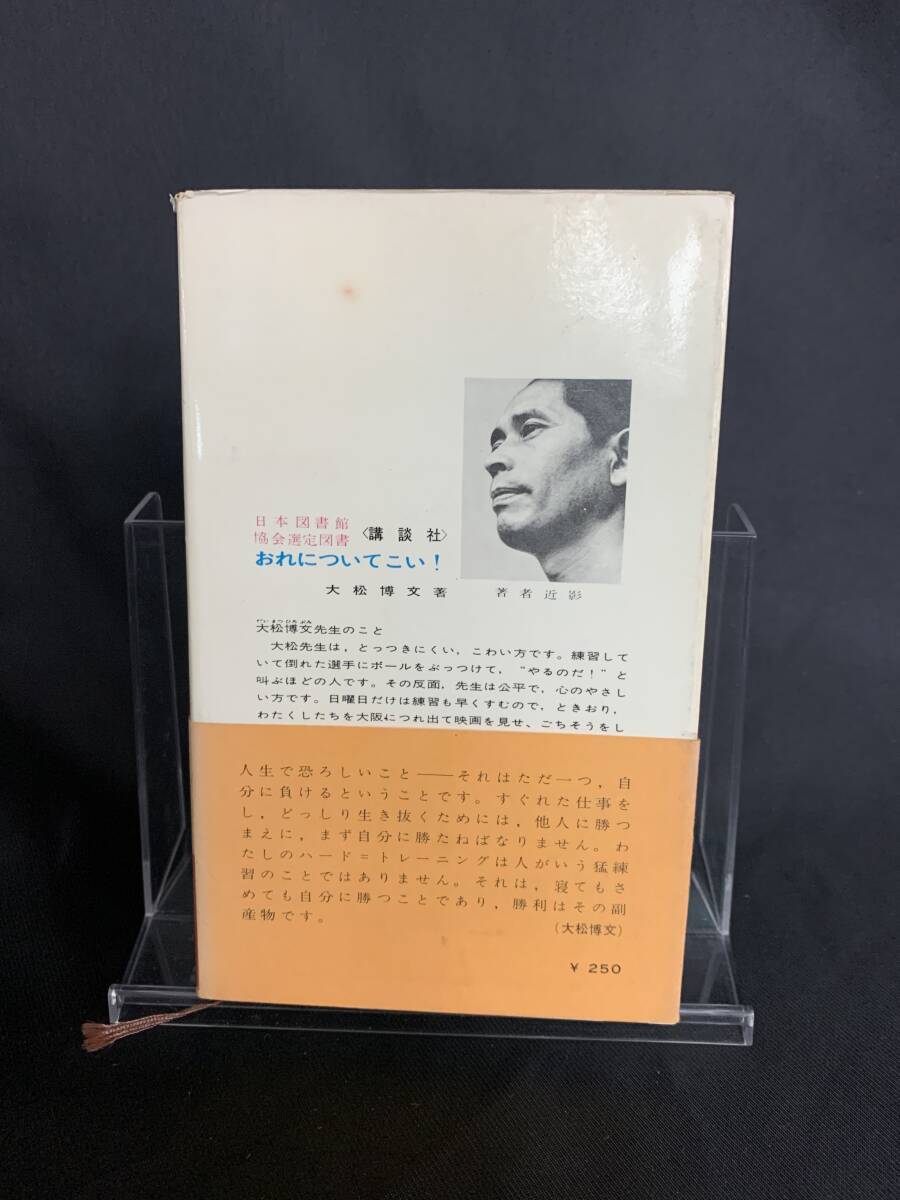 日本図書館
協会選定図書
〈講談社〉
おれについてこい！
大松博文著
著者近影
だいまつひろぶみ
大松博文先生のこと
大松先生は，とっつきにくい，こわい方です。練習して
いて倒れた選手にボールをぶっつけて，“やるのだ！”と
叫ぶほどの人です。その反面，先生は公平で，心のやさし
い方です。日曜日だけは練習も早くすむので，ときおり，
わたくしたちを大阪につれ出て映画を見せ、ごちそうをし
人生で恐ろしいこと――それはただ一つ，自
分に負けるということです。すぐれた仕事を
し，どっしり生き抜くためには，他人に勝つ
まえに，まず自分に勝たねばなりません。わ
たしのハード＝トレーニングは人がいう猛練
習のことではありません。それは，寝てもさ
めても自分に勝つことであり，勝利はその副
産物です。
（大松博文）
￥250